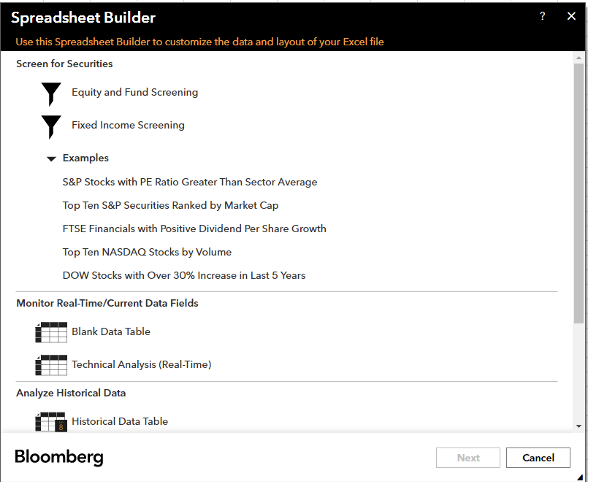 Spreadsheet Builder
?
Use this Spreadsheet Builder to customize the data and layout of your Excel file
Screen for Securities
Equity and Fund Screening
Fixed Income Screening
Examples
S&P Stocks with PE Ratio Greater Than Sector Average
Top Ten S&P Securities Ranked by Market Cap
FTSE Financials with Positive Dividend Per Share Growth
Top Ten NASDAQ Stocks by Volume
DOW Stocks with Over 30% Increase in Last 5 Years
Monitor Real-Time/Current Data Fields
Blank Data Table
Technical Analysis (Real-Time)
Analyze Historical Data
Historical Data Table
Bloomberg
Next
Cancel